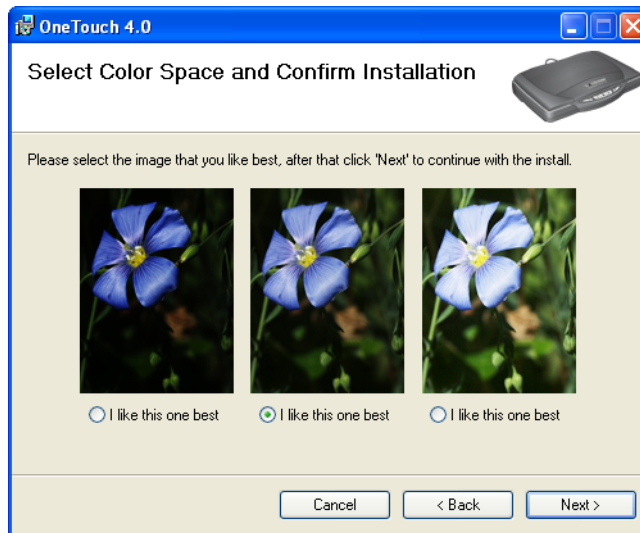 OneTouch 4.0
Select Color Space and Confirm Installation
Please select the image that you like best, after that click 'Next' to continue with the install.
I like this one best I like this one best I like this one best
Cancel < Back Next >